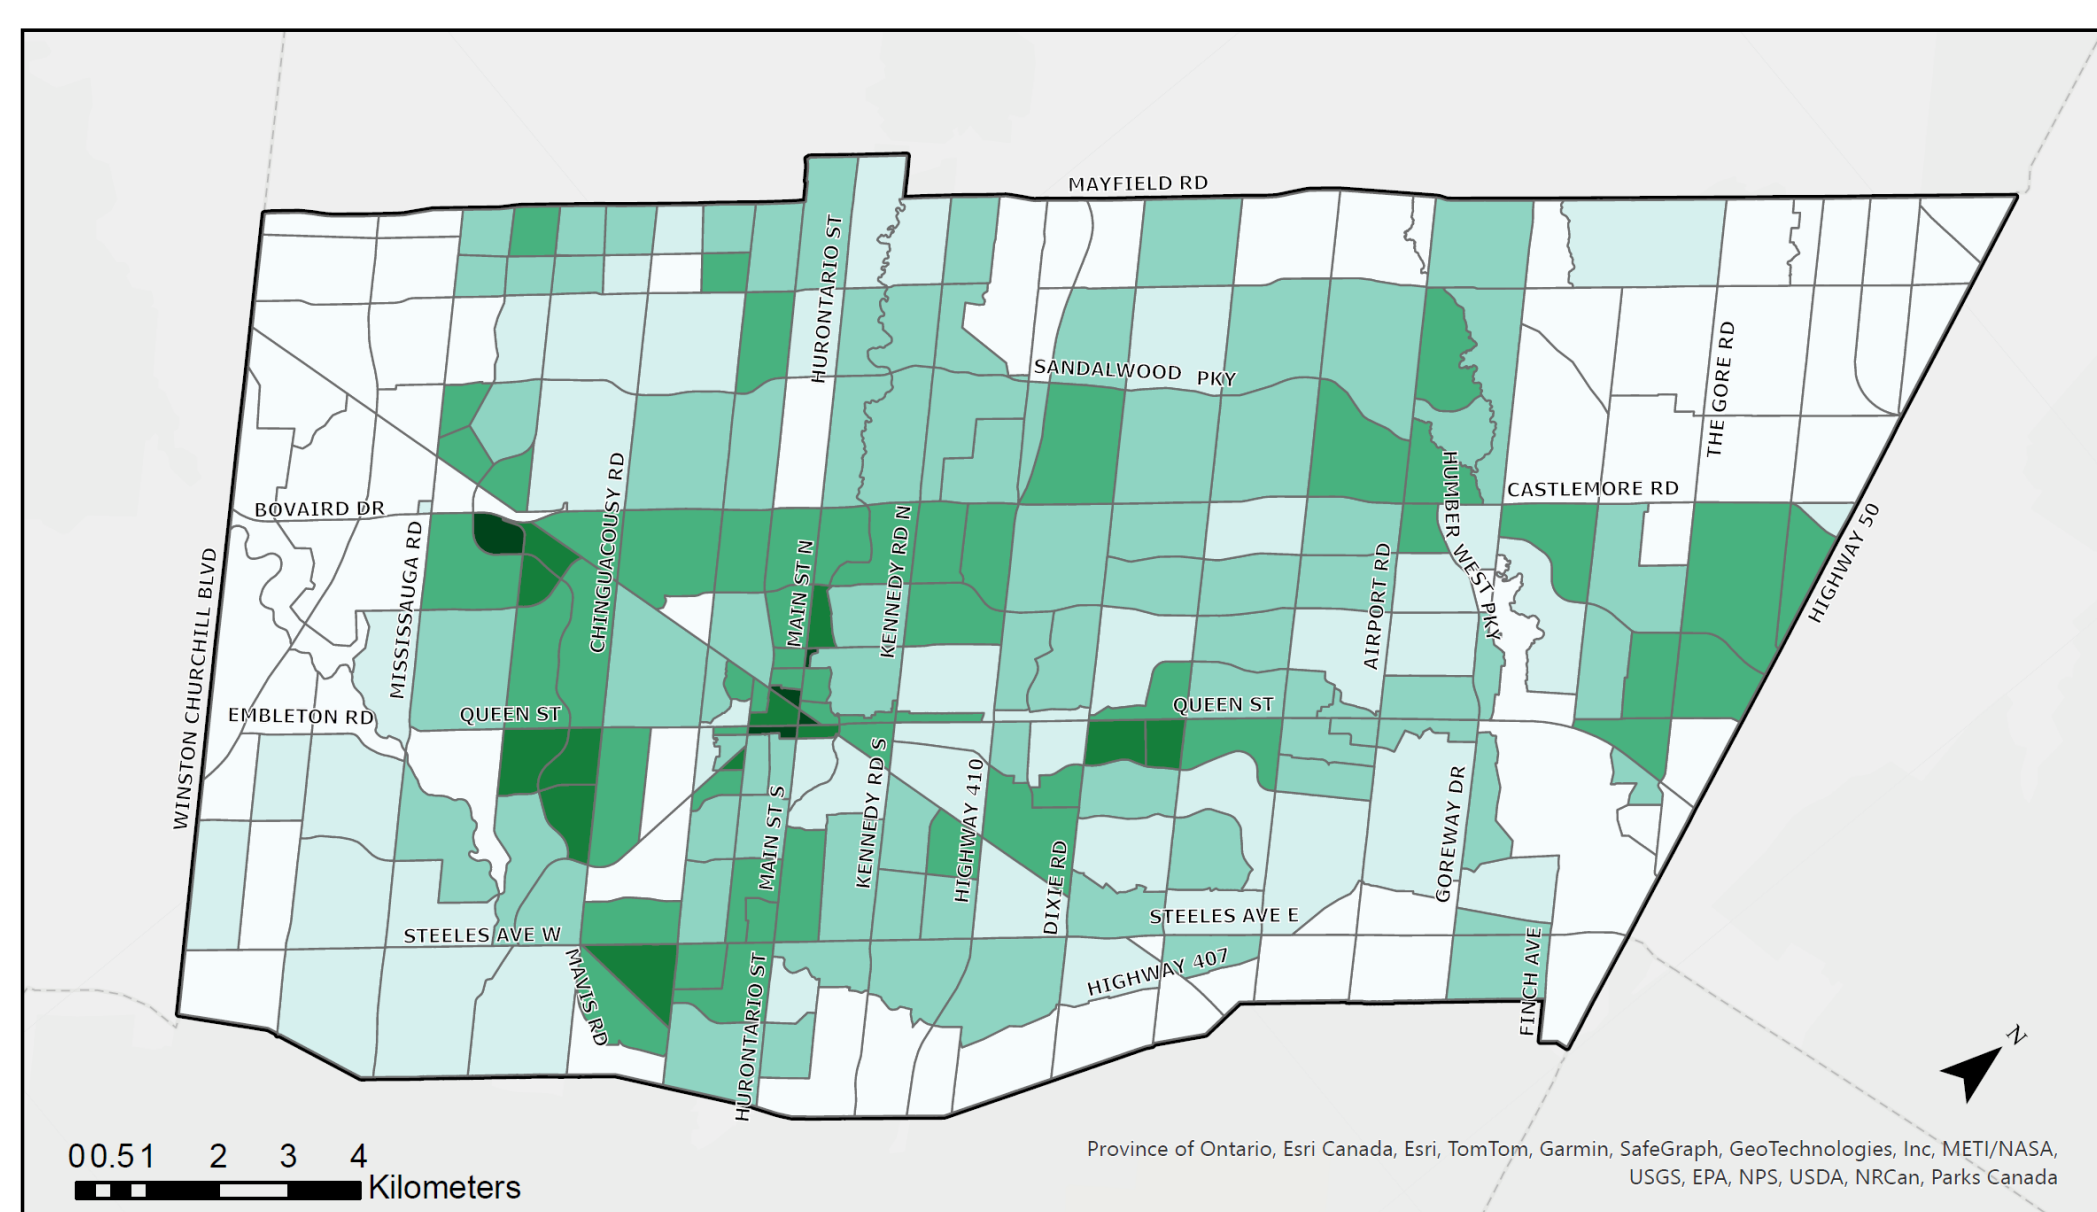 MAYFIELD RD
HURONTARIO ST
SANDALWOOD PKY
THE GORE RD
CHINGUACOUSY RD
HUMBER WEST PKY
CASTLEMORE RD
BOVAIRD DR
HIGHWAY 50
MISSISSAUGA RD
MAIN ST N
KENNEDY RD N
AIRPORT RD
WINSTON CHURCHILL BLVD
EMBLETON RD
QUEEN ST
QUEEN ST
MAIN ST S
KENNEDY RD S
HIGHWAY 410
GOREWAY DR
DIXIE RD
STEELES AVE W
STEELES AVE E
MAVIS RD
HURONTARIO ST
HIGHWAY 407
FINCH AVE
N
0 0.5 1 2 3 4
Kilometers
Province of Ontario, Esri Canada, Esri, TomTom, Garmin, SafeGraph, GeoTechnologies, Inc, METI/NASA,
USGS, EPA, NPS, USDA, NRCan, Parks Canada